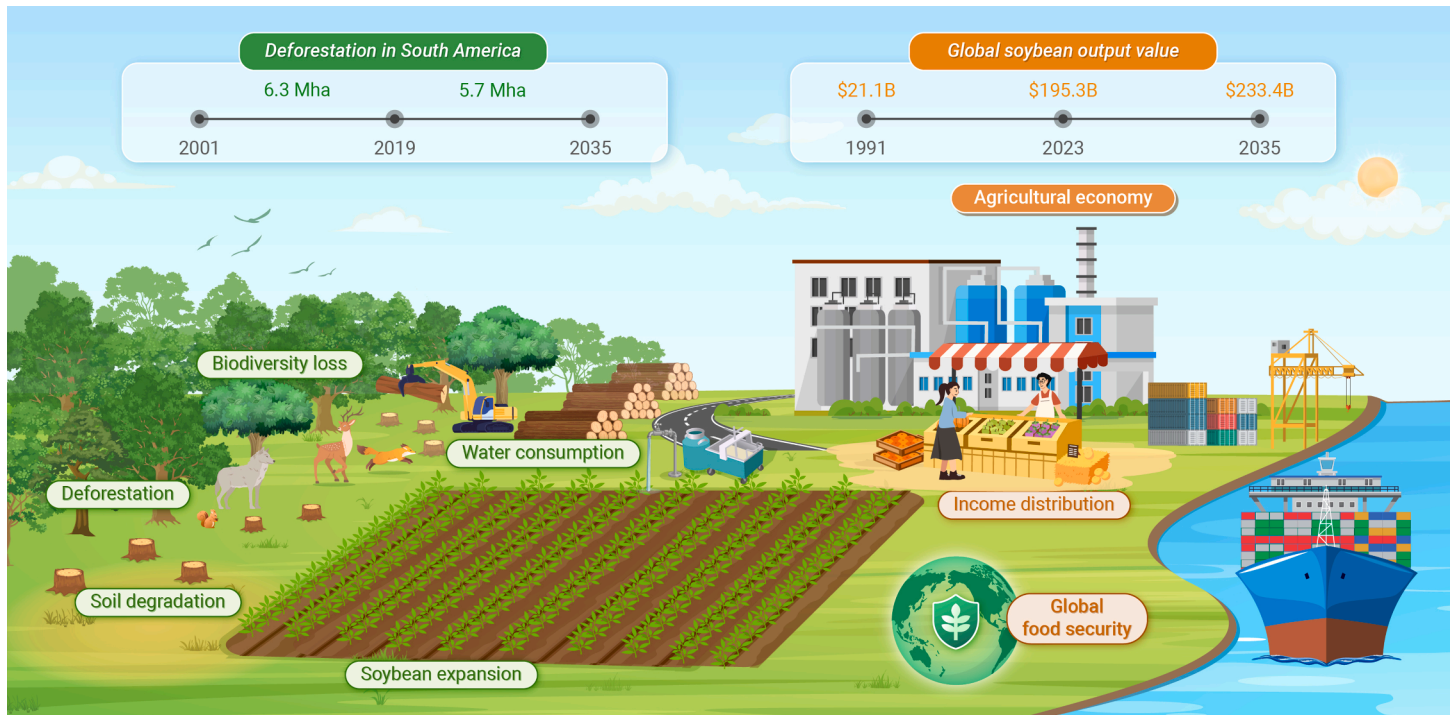 Deforestation in South America
6.3 Mha
5.7 Mha
2001
2019
2035
Global soybean output value
$21.1B
$195.3B
$233.4B
1991
2023
2035
Agricultural economy
Biodiversity loss
Water consumption
Deforestation
Income distribution
Soil degradation
Global
food security
Soybean expansion